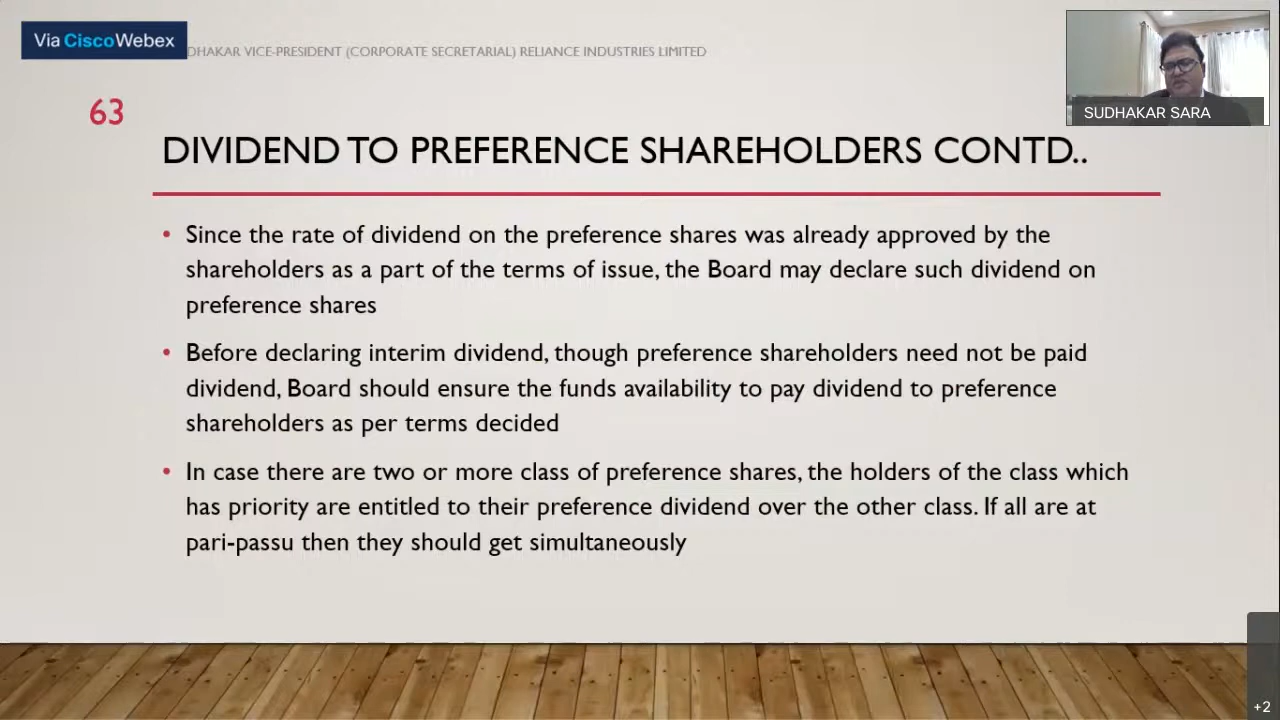 Via Cisco Webex
DHAKAR VICE-PRESIDENT (CORPORATE SECRETARIAL) RELIANCE INDUSTRIES LIMITED
SUDHAKAR SARA
63
DIVIDEND TO PREFERENCE SHAREHOLDERS CONTD..
• Since the rate of dividend on the preference shares was already approved by the
shareholders as a part of the terms of issue, the Board may declare such dividend on
preference shares
• Before declaring interim dividend, though preference shareholders need not be paid
dividend, Board should ensure the funds availability to pay dividend to preference
shareholders as per terms decided
• In case there are two or more class of preference shares, the holders of the class which
has priority are entitled to their preference dividend over the other class. If all are at
pari-passu then they should get simultaneously
+2